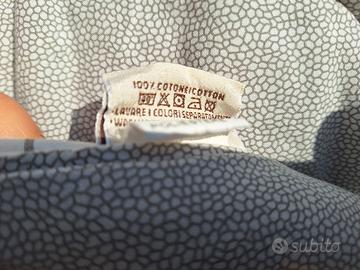 100% COTONE/COTTON
LAVARE I COLORI SEPARATAMENTE
subito